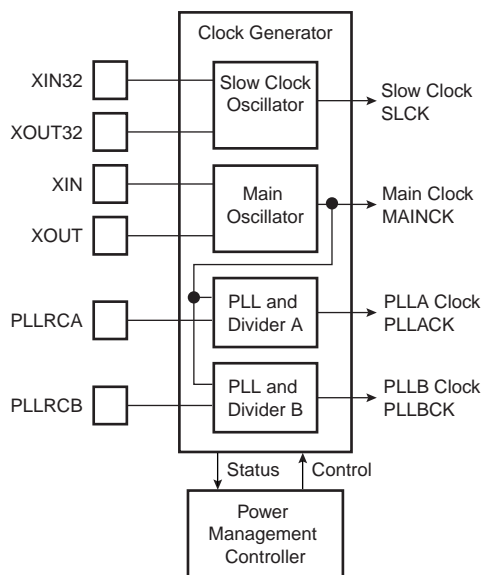 Clock Generator
XIN32
Slow Clock
Oscillator
Slow Clock
SLCK
XOUT32
XIN
Main
Oscillator
Main Clock
MAINCK
XOUT
PLLRCA
PLL and
Divider A
PLLA Clock
PLLACK
PLLRCB
PLL and
Divider B
PLLB Clock
PLLBCK
Status
Control
Power
Management
Controller